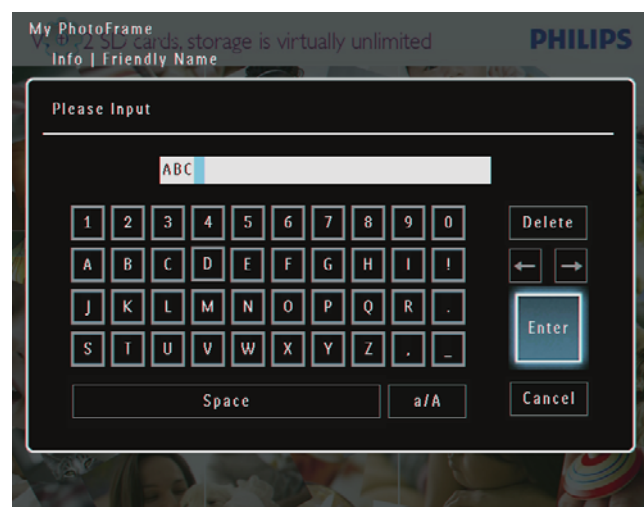 My PhotoFrame
2 SD cards, storage is virtually unlimited
PHILIPS
Info | Friendly Name
Please Input
ABC
1 2 3 4 5 6 7 8 9 0 Delete
A B C D E F G H I ! ← →
J K L M N O P Q R . Enter
S T U V W X Y Z , _
Space a/A Cancel